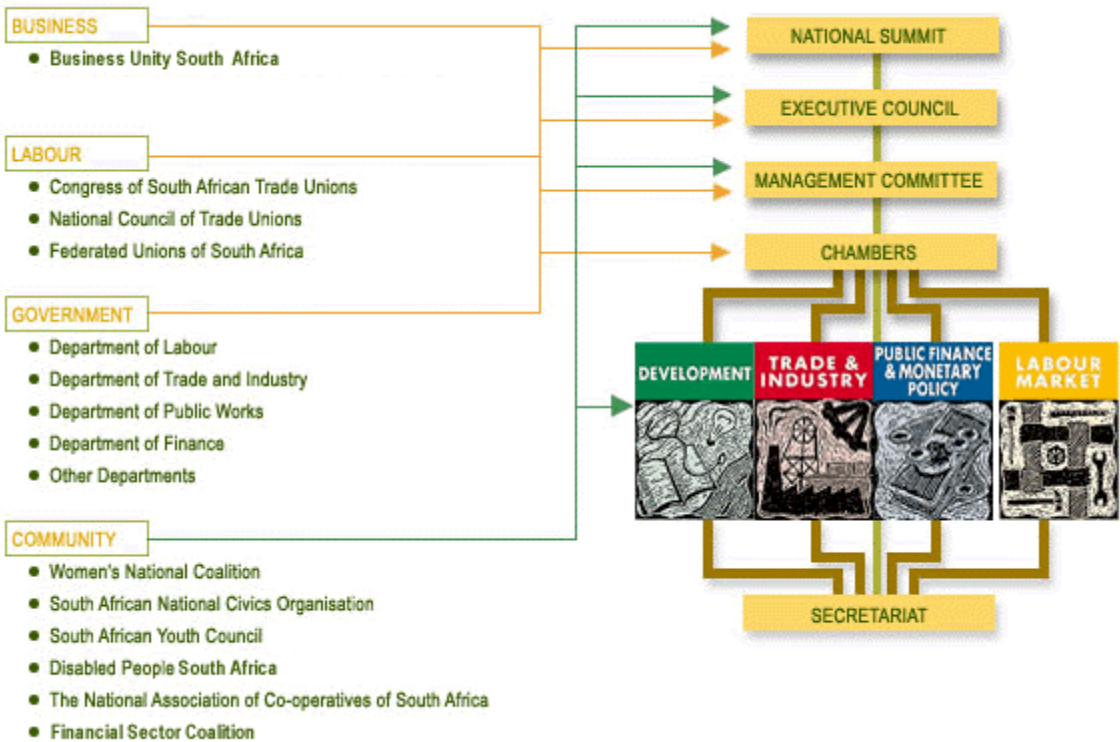 BUSINESS
Business Unity South Africa
LABOUR
Congress of South African Trade Unions
National Council of Trade Unions
Federated Unions of South Africa
GOVERNMENT
Department of Labour
Department of Trade and Industry
Department of Public Works
Department of Finance
Other Departments
COMMUNITY
Women's National Coalition
South African National Civics Organisation
South African Youth Council
Disabled People South Africa
The National Association of Co-operatives of South Africa
Financial Sector Coalition
NATIONAL SUMMIT
EXECUTIVE COUNCIL
MANAGEMENT COMMITTEE
CHAMBERS
DEVELOPMENT
TRADE &
INDUSTRY
PUBLIC FINANCE
& MONETARY
POLICY
LABOUR
MARKET
SECRETARIAT